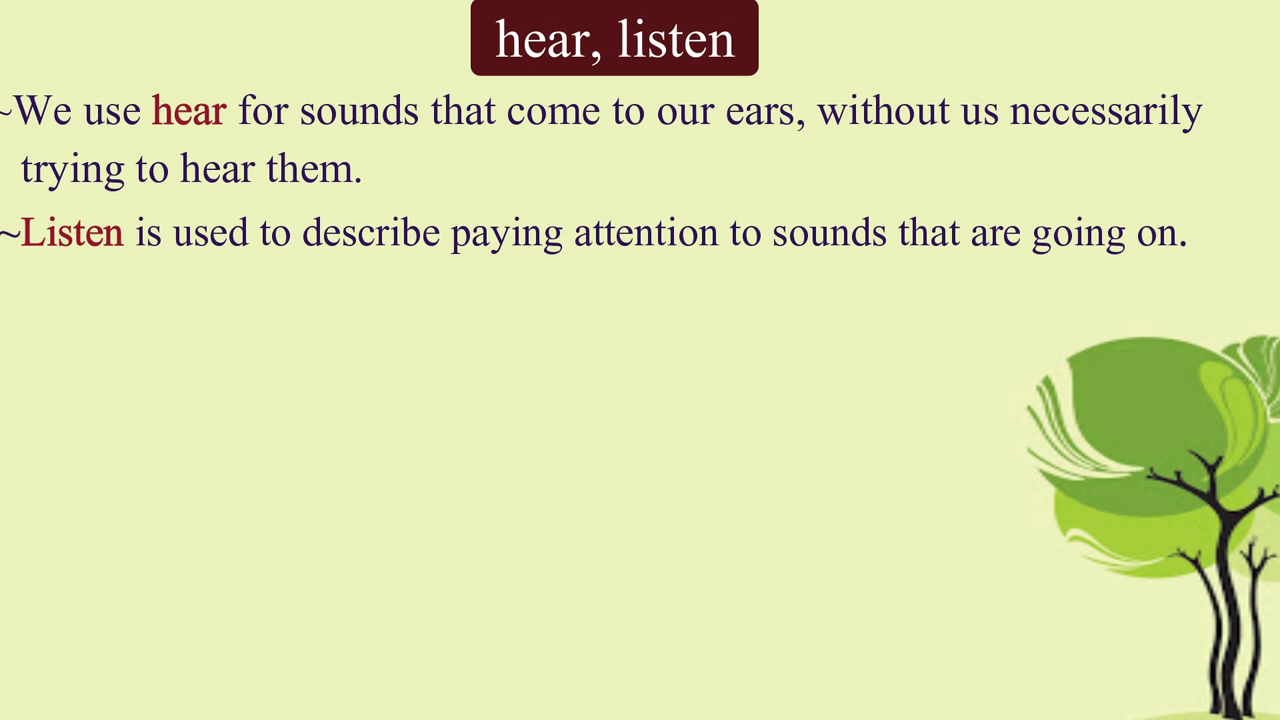 hear, listen
~We use hear for sounds that come to our ears, without us necessarily
trying to hear them.
~Listen is used to describe paying attention to sounds that are going on.